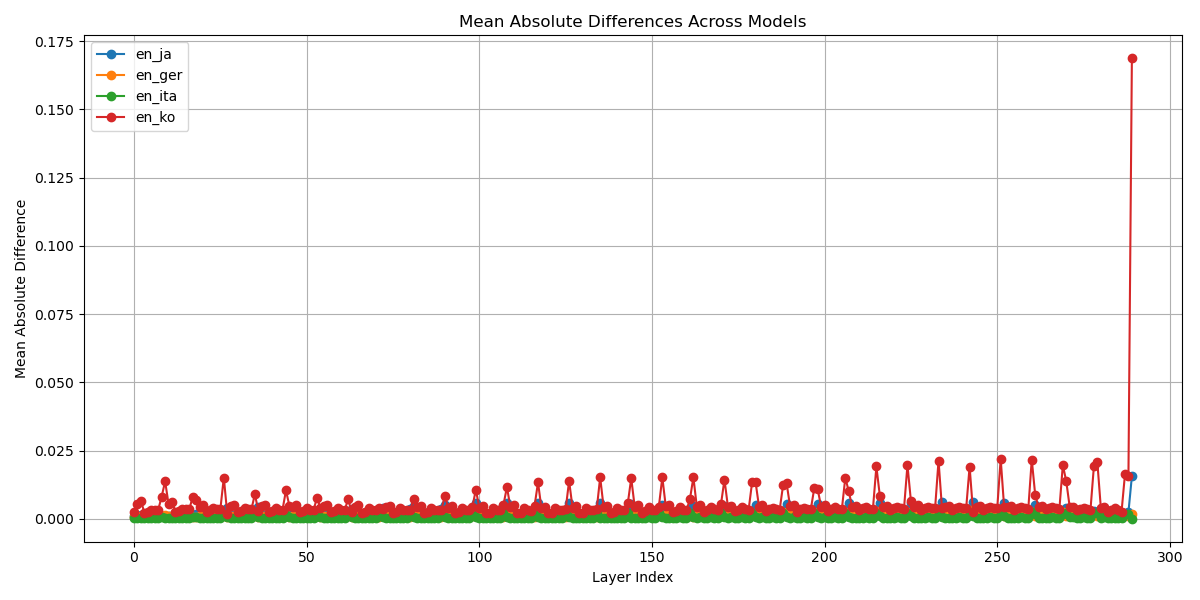 Mean Absolute Differences Across Models
0.175
0.150
0.125
0.100
0.075
0.050
0.025
0.000
Mean Absolute Difference
en_ja
en_ger
en_ita
en_ko
0
50
100
150
200
250
300
Layer Index